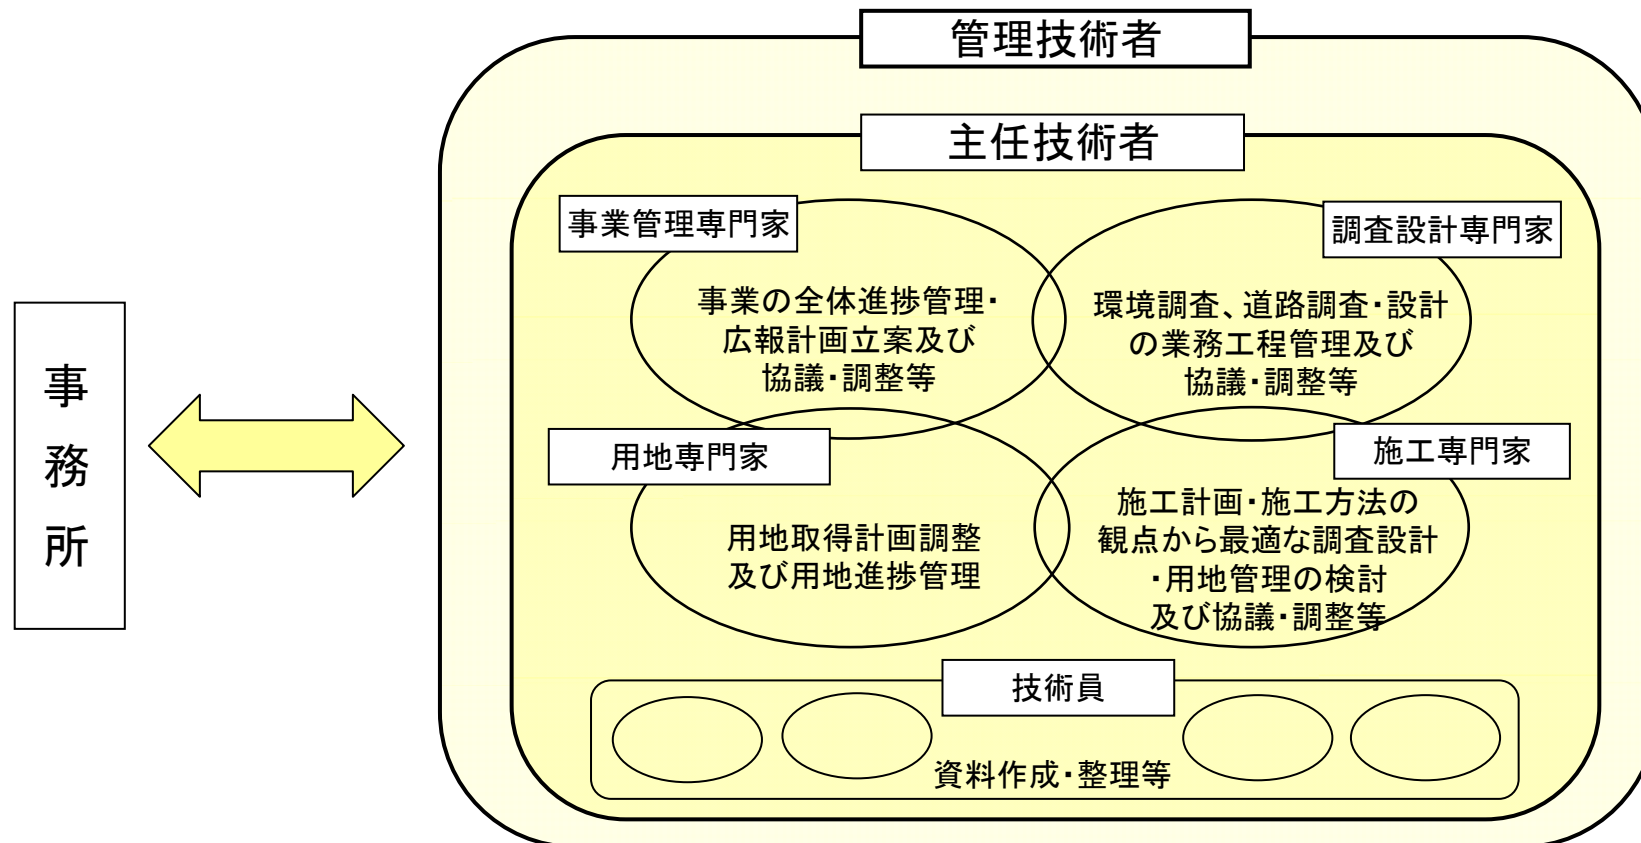 管理技術者
主任技術者
事業管理専門家
調査設計専門家
事業の全体進捗管理・
広報計画立案及び
協議・調整等
環境調査、道路調査・設計
の業務工程管理及び
協議・調整等
事務所
用地専門家
施工専門家
用地取得計画調整
及び用地進捗管理
施工計画・施工方法の
観点から最適な調査設計
・用地管理の検討
及び協議・調整等
技術員
資料作成・整理等